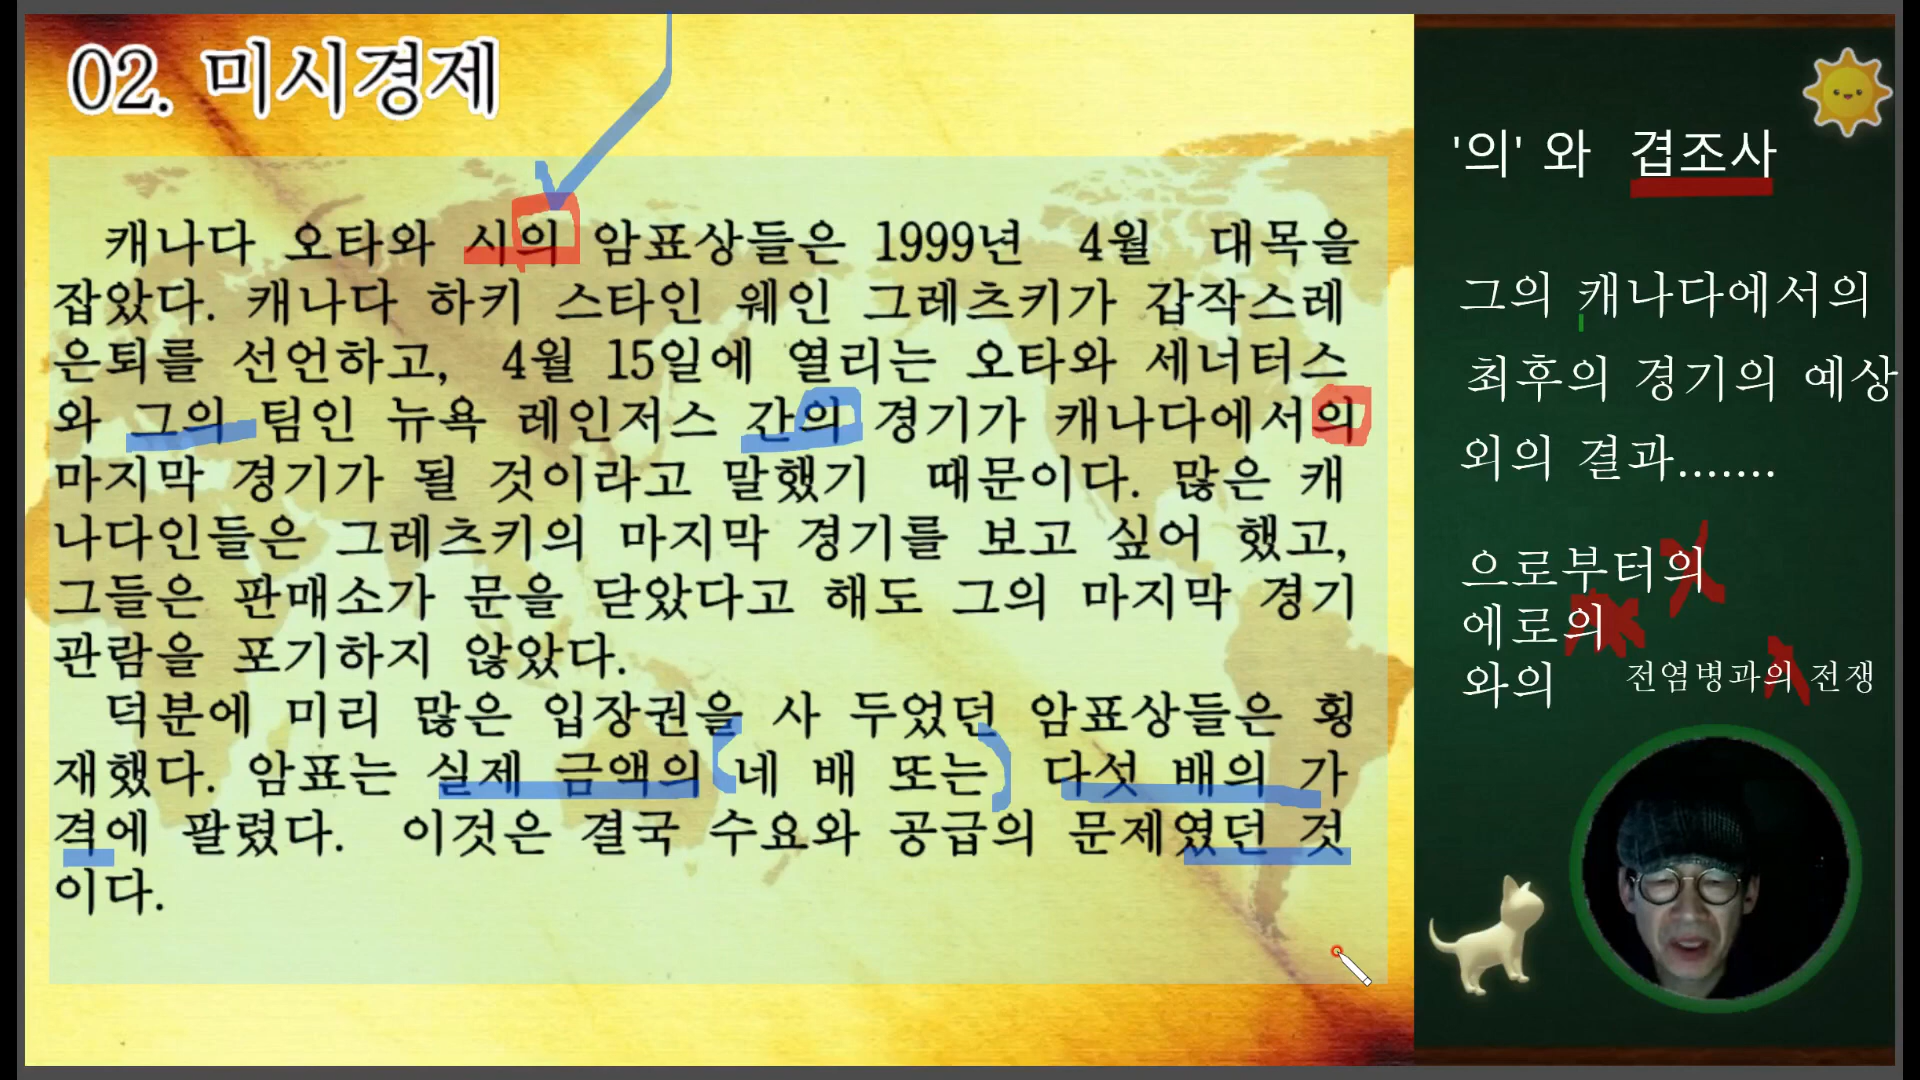 02. 미시경제
캐나다 오타와 시의 암표상들은 1999년 4월 대목을
잡았다. 캐나다 하키 스타인 웨인 그레츠키가 갑작스레
은퇴를 선언하고, 4월 15일에 열리는 오타와 세너터스
와 그의 팀인 뉴욕 레인저스 간의 경기가 캐나다에서의
마지막 경기가 될 것이라고 말했기 때문이다. 많은 캐
나다인들은 그레츠키의 마지막 경기를 보고 싶어 했고,
그들은 판매소가 문을 닫았다고 해도 그의 마지막 경기
관람을 포기하지 않았다.
덕분에 미리 많은 입장권을 사 두었던 암표상들은 횡
재했다. 암표는 실제 금액의 네 배 또는 다섯 배의 가
격에 팔렸다. 이것은 결국 수요와 공급의 문제였던 것
이다.
'의' 와 겹조사
그의 캐나다에서의
최후의 경기의 예상
외의 결과.......
으로부터의
에로의
와의 전염병과의 전쟁